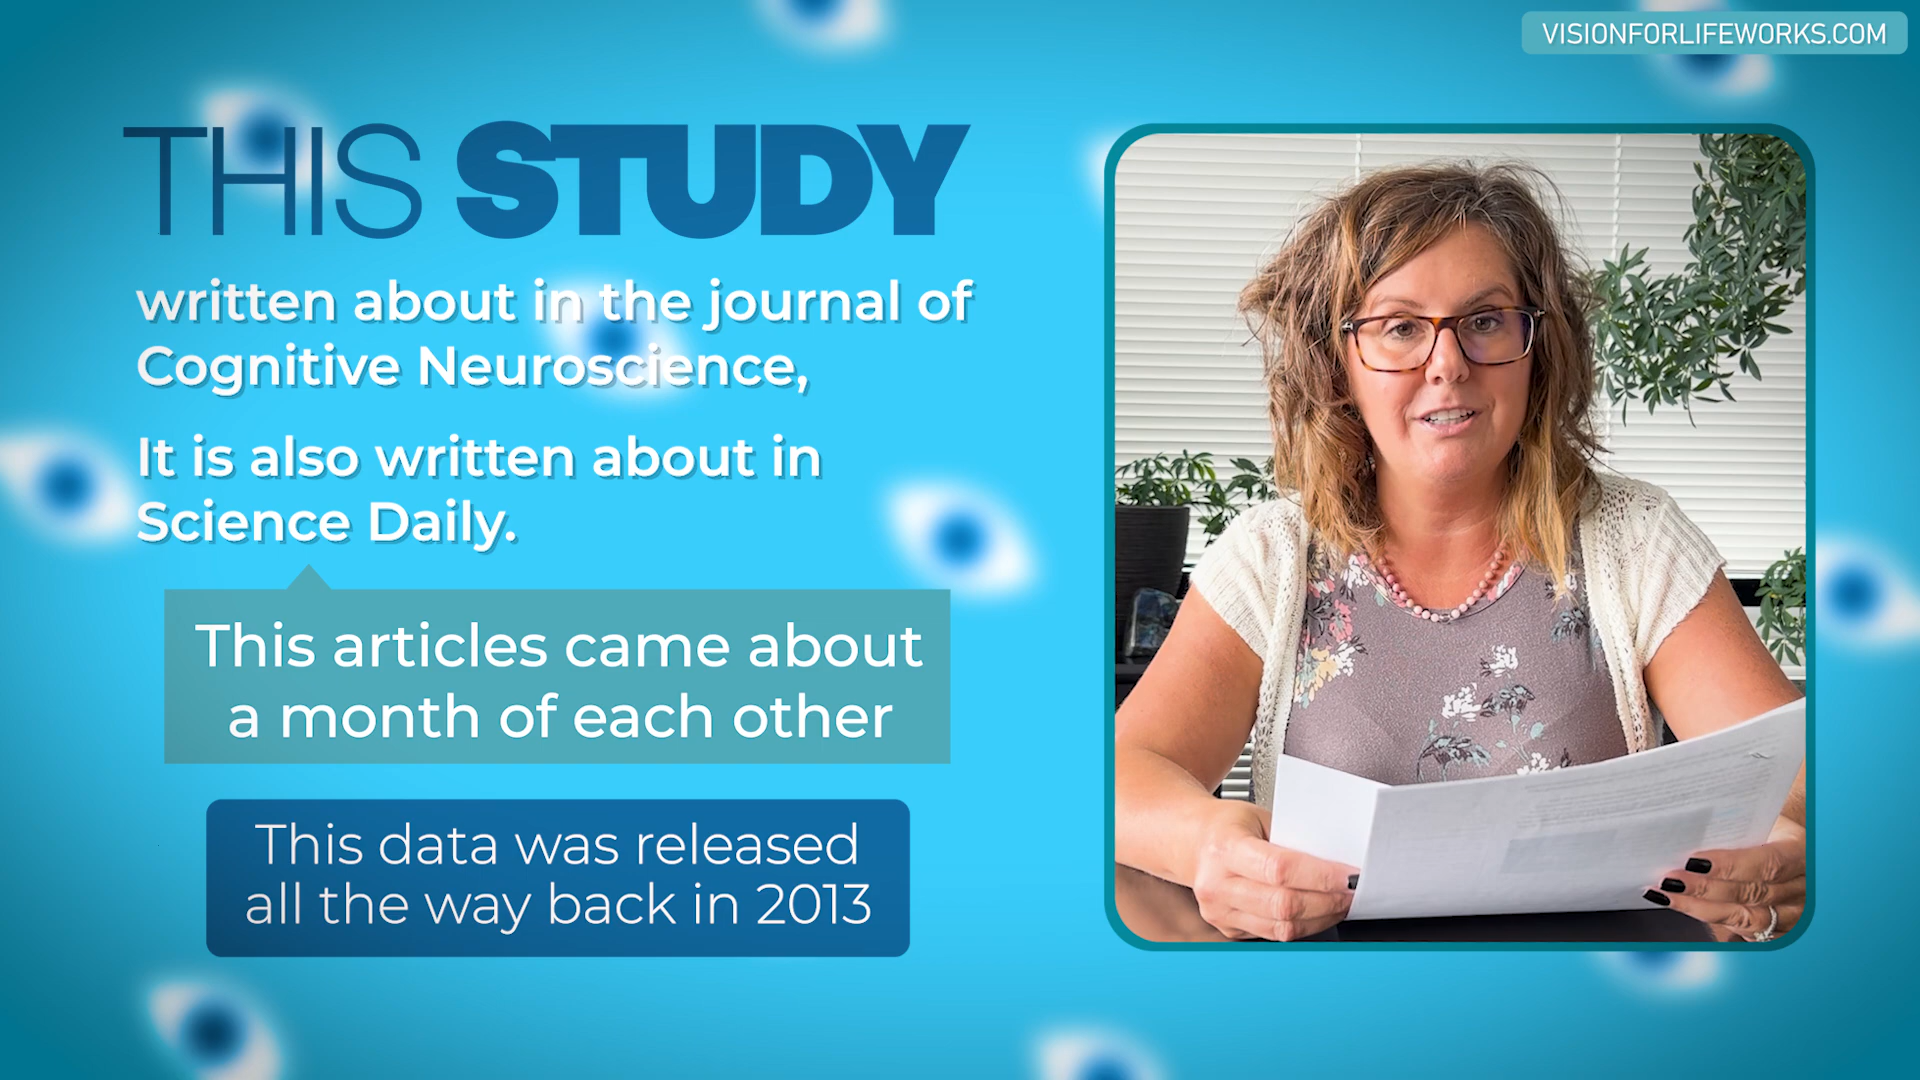 VISIONFORLIFEWORKS.COM
THIS STUDY
written about in the journal of
Cognitive Neuroscience,
It is also written about in
Science Daily.
This articles came about
a month of each other
This data was released
all the way back in 2013